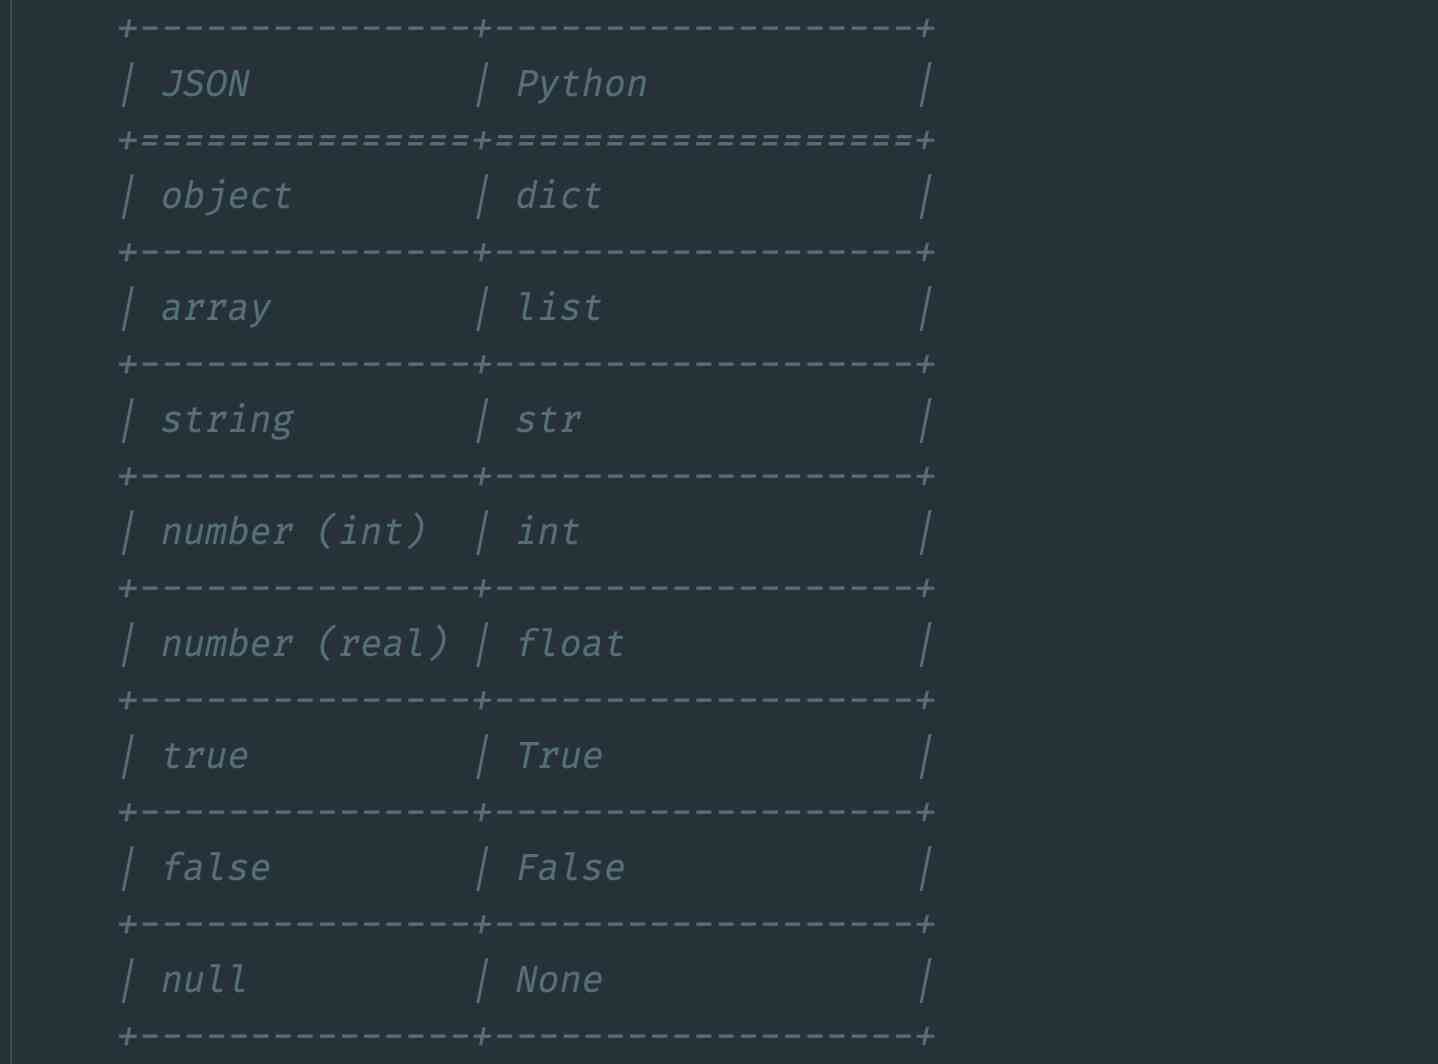 +---------------+-------------------+
| JSON          | Python            |
+===============+===================+
| object        | dict              |
+---------------+-------------------+
| array         | list              |
+---------------+-------------------+
| string        | str               |
+---------------+-------------------+
| number (int)  | int               |
+---------------+-------------------+
| number (real) | float             |
+---------------+-------------------+
| true          | True              |
+---------------+-------------------+
| false         | False             |
+---------------+-------------------+
| null          | None              |
+---------------+-------------------+